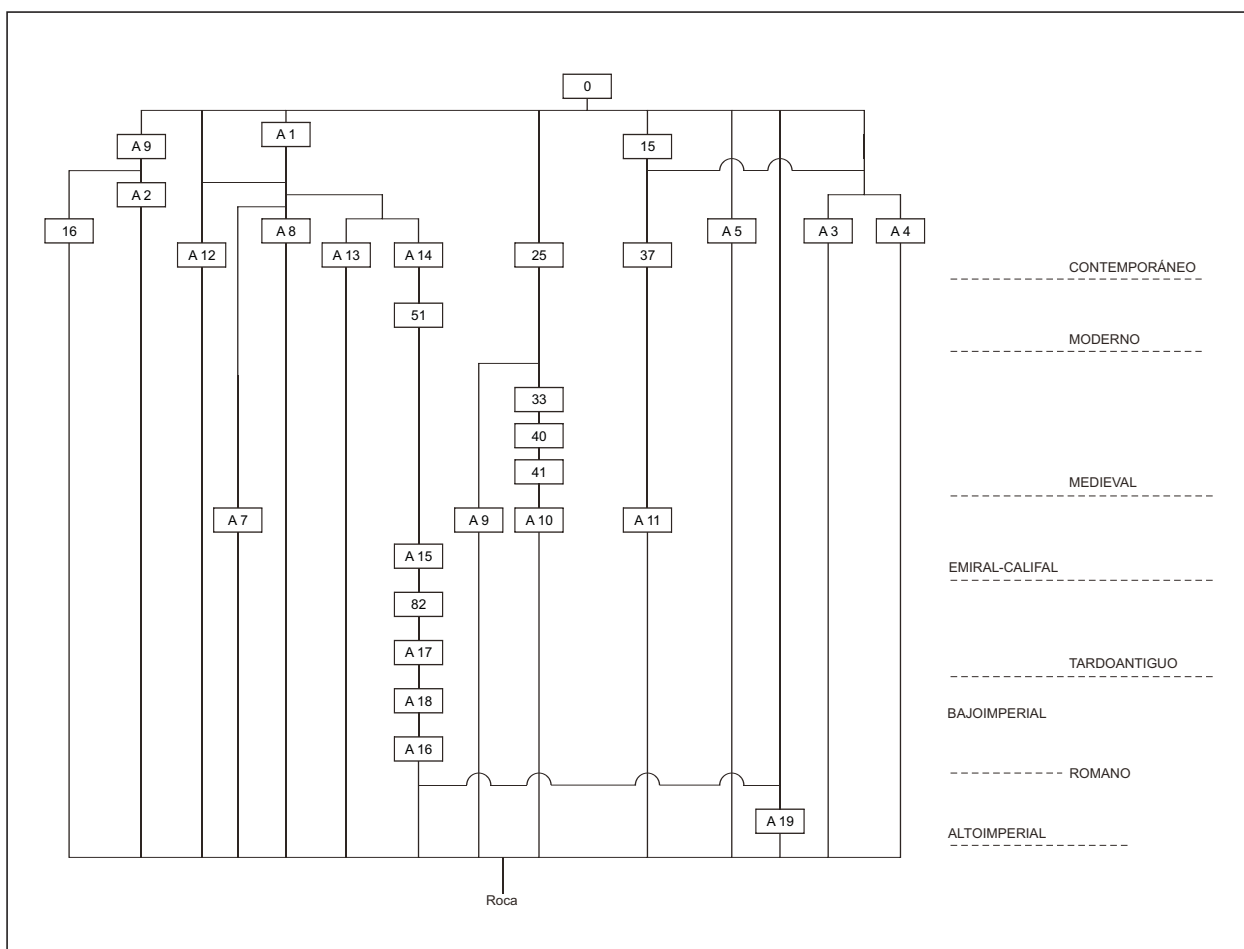 0
A 1
A 9
15
A 2
16
A 8
A 5
A 3
A 4
A 12
A 13
A 14
25
37
CONTEMPORÁNEO
51
MODERNO
33
40
41
MEDIEVAL
A 7
A 9
A 10
A 11
A 15
EMIRAL-CALIFAL
82
A 17
TARDOANTIGUO
A 18
BAJOIMPERIAL
A 16
ROMANO
A 19
ALTOIMPERIAL
Roca